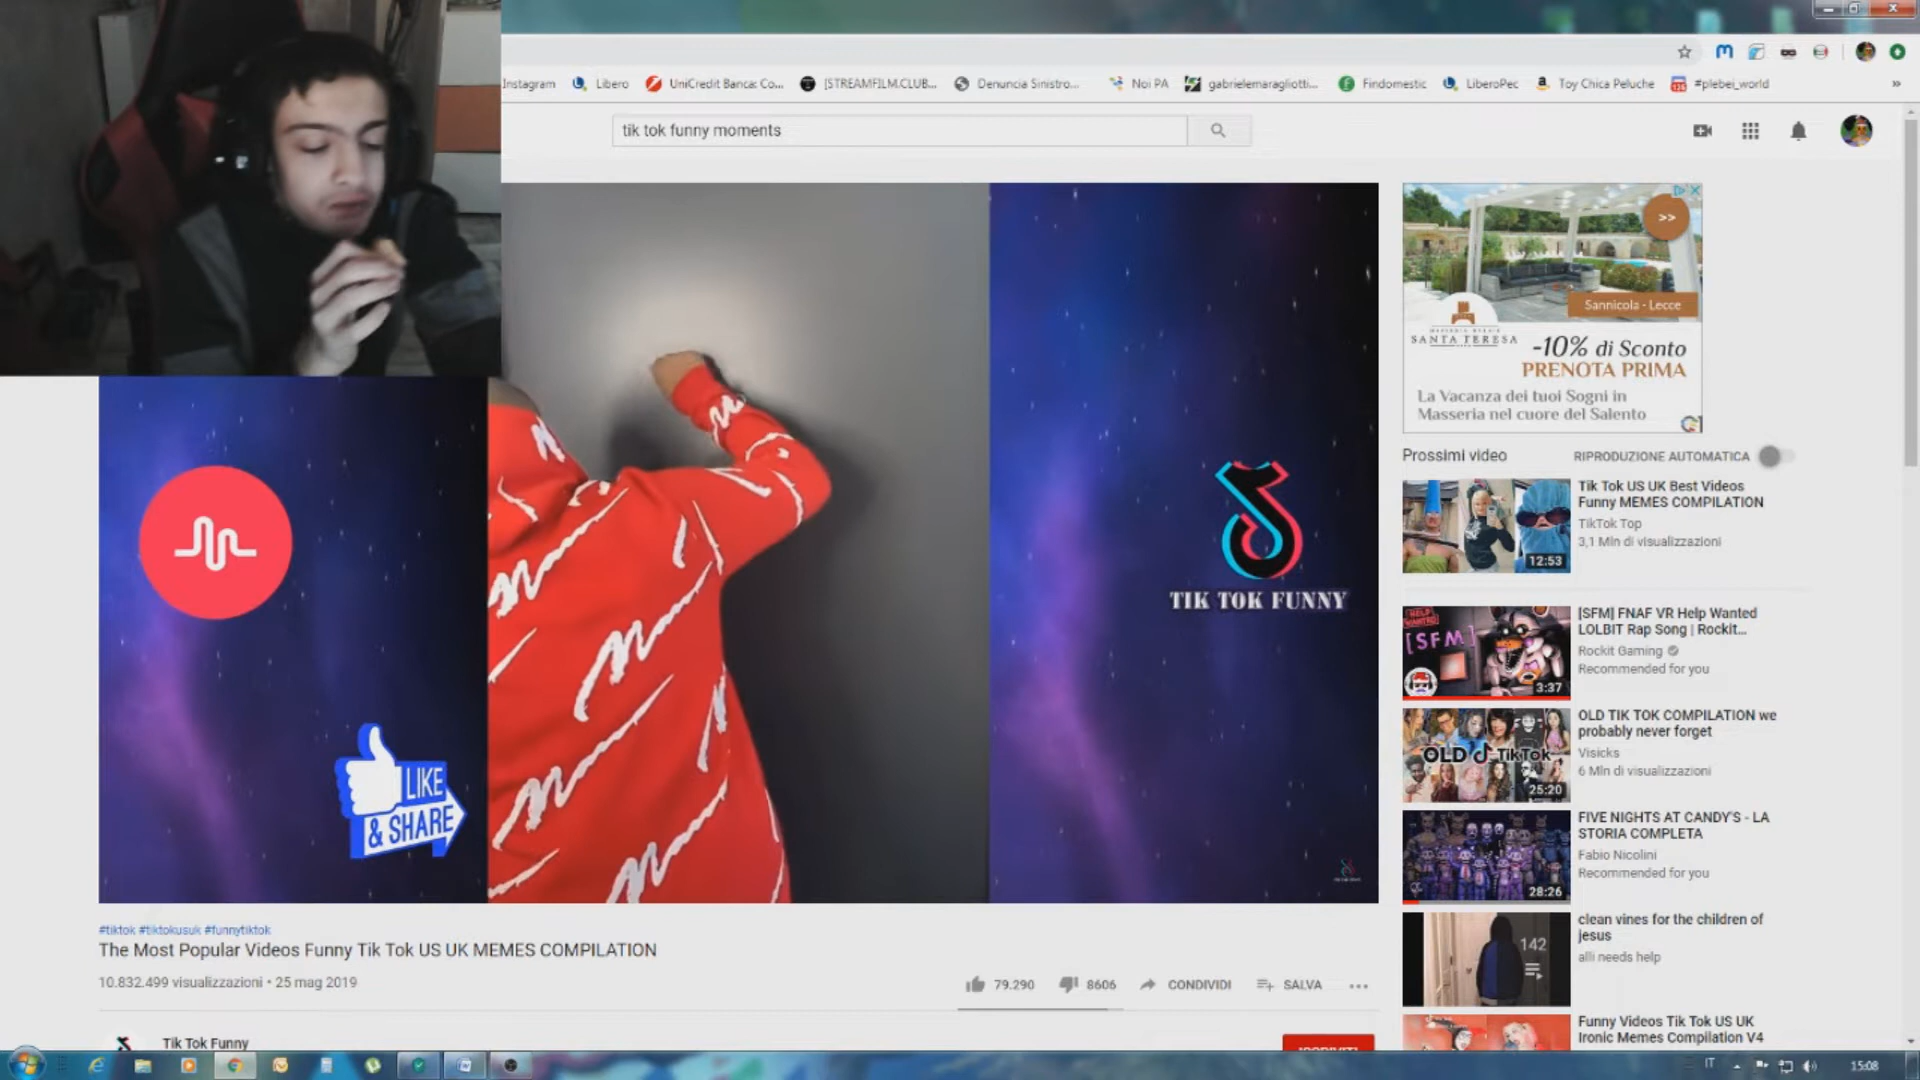 Instagram
Libero
UniCredit Banca: Co...
[STREAMFILM.CLUB...
Denuncia Sinistro...
Noi PA
gabrielemaragliotti...
Findomestic
LiberoPec
Toy Chica Peluche
#plebei_world
»
tik tok funny moments
>>
Sannicola - Lecce
SANTA TERESA
-10% di Sconto
PRENOTA PRIMA
La Vacanza dei tuoi Sogni in
Masseria nel cuore del Salento
LIKE
& SHARE
TIK TOK FUNNY
Prossimi video
RIPRODUZIONE AUTOMATICA
Tik Tok US UK Best Videos
Funny MEMES COMPILATION
TikTok Top
3,1 Mln di visualizzazioni
12:53
[SFM]
[SFM] FNAF VR Help Wanted
LOLBIT Rap Song | Rockit...
Rockit Gaming
Recommended for you
3:37
OLD TikTok
OLD TIK TOK COMPILATION we
probably never forget
Visicks
6 Mln di visualizzazioni
25:20
FIVE NIGHTS AT CANDY'S - LA
STORIA COMPLETA
Fabio Nicolini
Recommended for you
28:26
clean vines for the children of
jesus
alli needs help
142
Funny Videos Tik Tok US UK
Ironic Memes Compilation V4
#tiktok #tiktokusuk #funnytiktok
The Most Popular Videos Funny Tik Tok US UK MEMES COMPILATION
10.832.499 visualizzazioni • 25 mag 2019
79.290
8606
CONDIVIDI
SALVA
Tik Tok Funny
IT
15:08